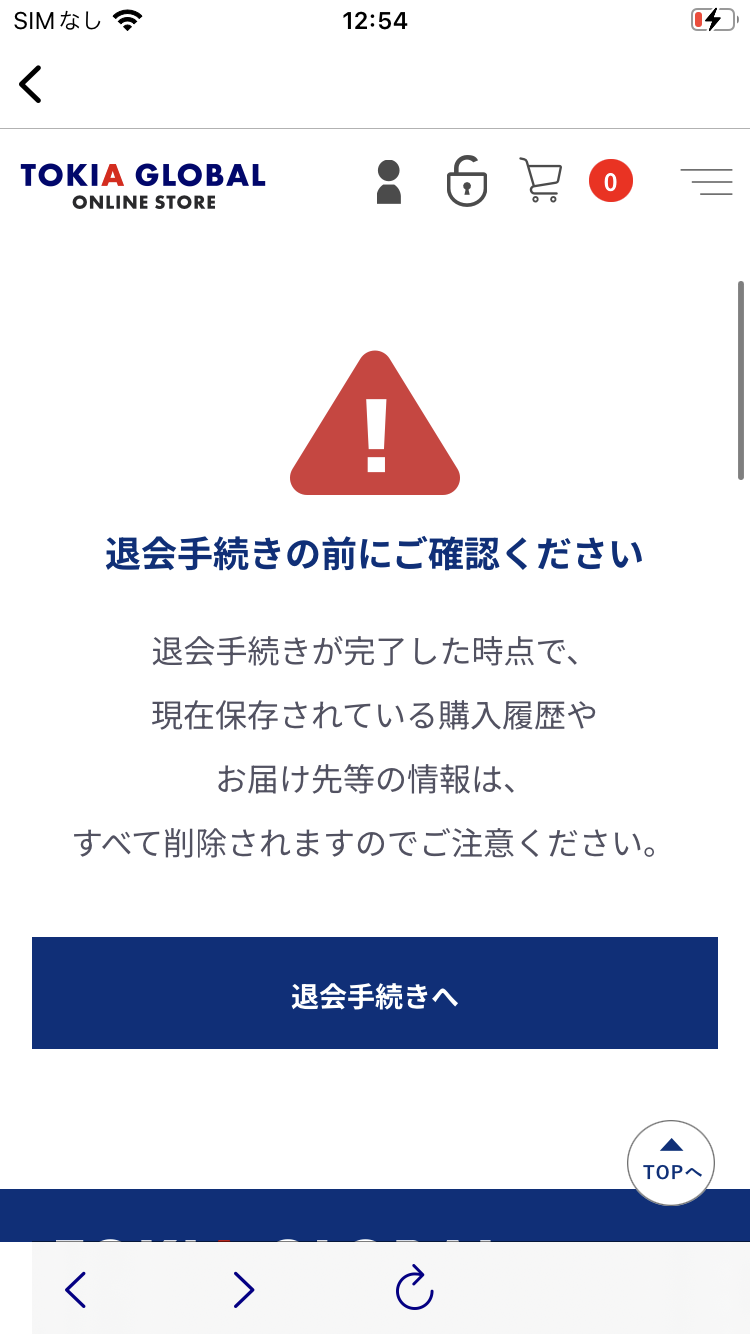 SIMなし
12:54
TOKIA GLOBAL
ONLINE STORE
0
退会手続きの前にご確認ください
退会手続きが完了した時点で、
現在保存されている購入履歴や
お届け先等の情報は、
すべて削除されますのでご注意ください。
退会手続きへ
TOPへ